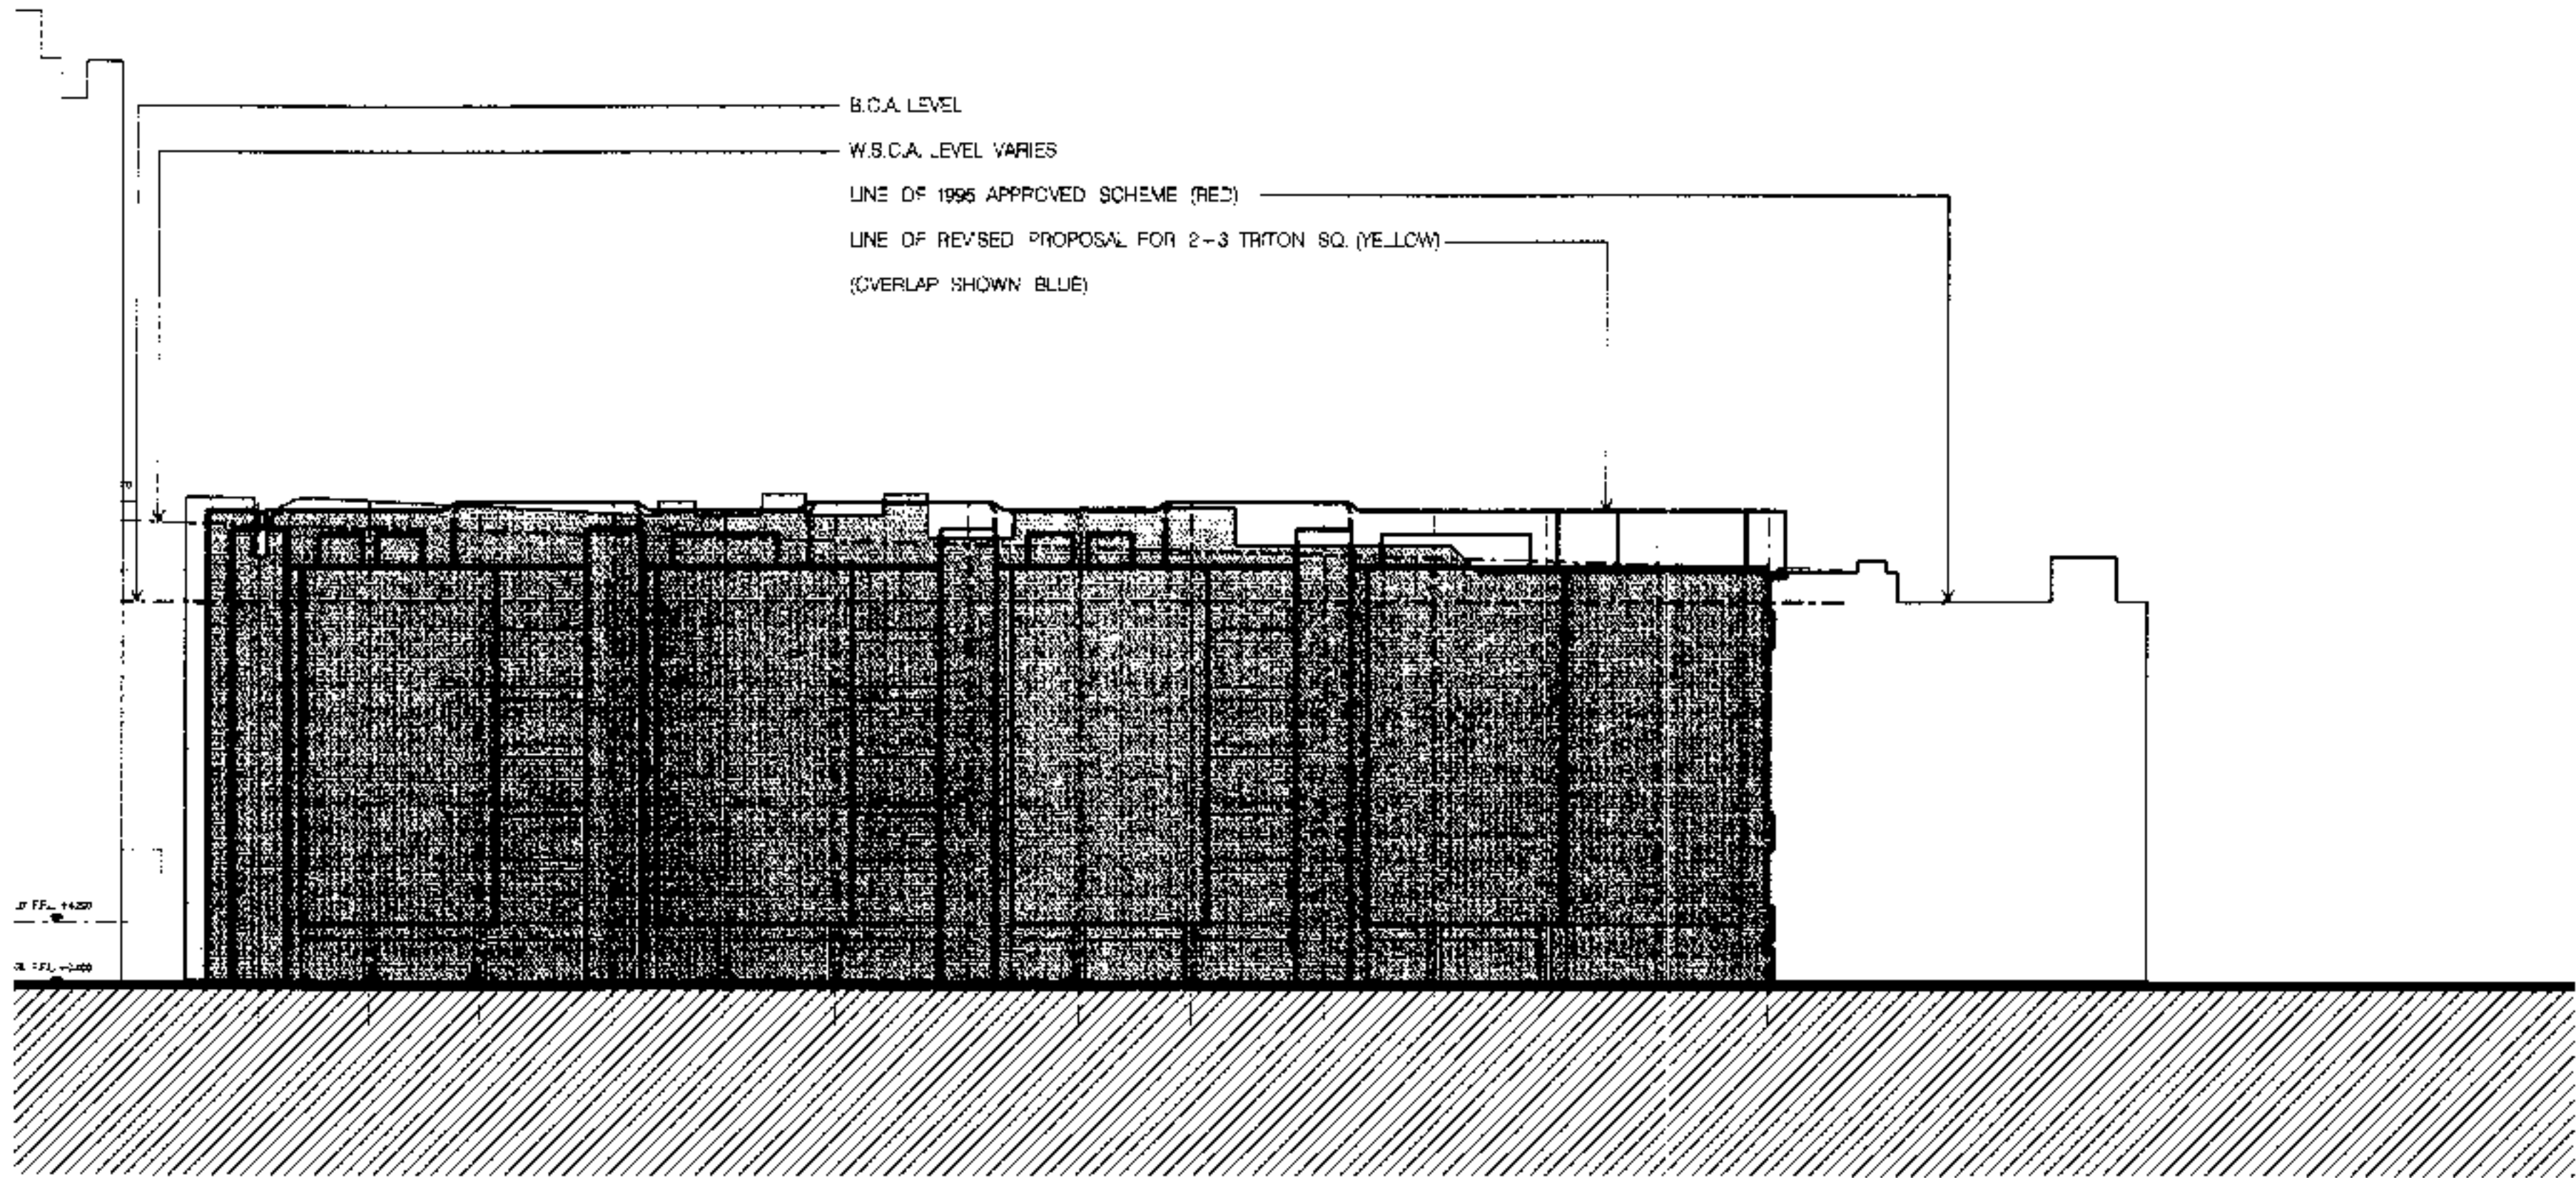 B.C.A. LEVEL
W.B.C.A. LEVEL VARIES
LINE OF 1995 APPROVED SCHEME (RED)
LINE OF REVISED PROPOSAL FOR 2-3 TRITON SQ. (YELLOW)
(OVERLAP SHOWN BLUE)